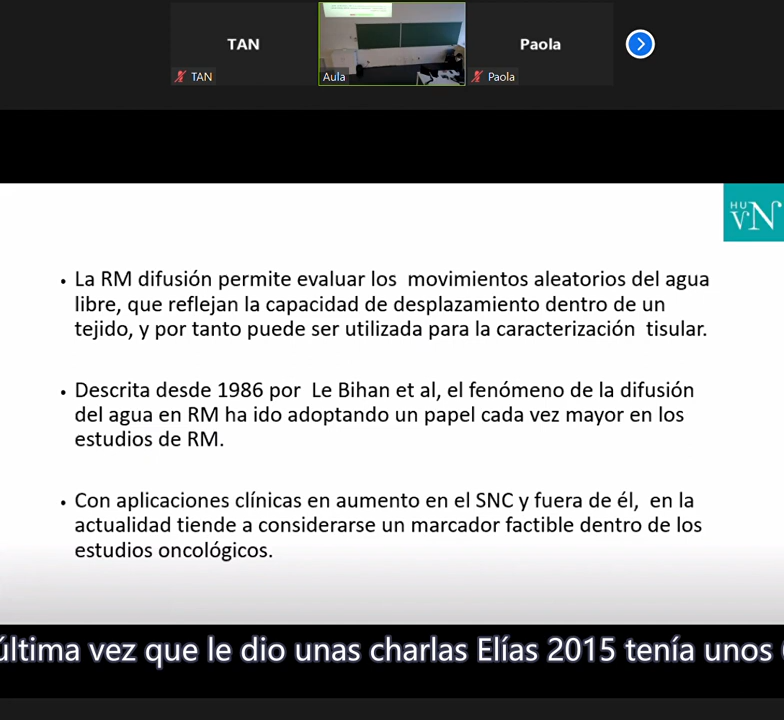 TAN
Paola
TAN
Aula
Paola
HU
VN
• La RM difusión permite evaluar los movimientos aleatorios del agua
libre, que reflejan la capacidad de desplazamiento dentro de un
tejido, y por tanto puede ser utilizada para la caracterización tisular.
• Descrita desde 1986 por Le Bihan et al, el fenómeno de la difusión
del agua en RM ha ido adoptando un papel cada vez mayor en los
estudios de RM.
• Con aplicaciones clínicas en aumento en el SNC y fuera de él, en la
actualidad tiende a considerarse un marcador factible dentro de los
estudios oncológicos.
última vez que le dio unas charlas Elías 2015 tenía unos